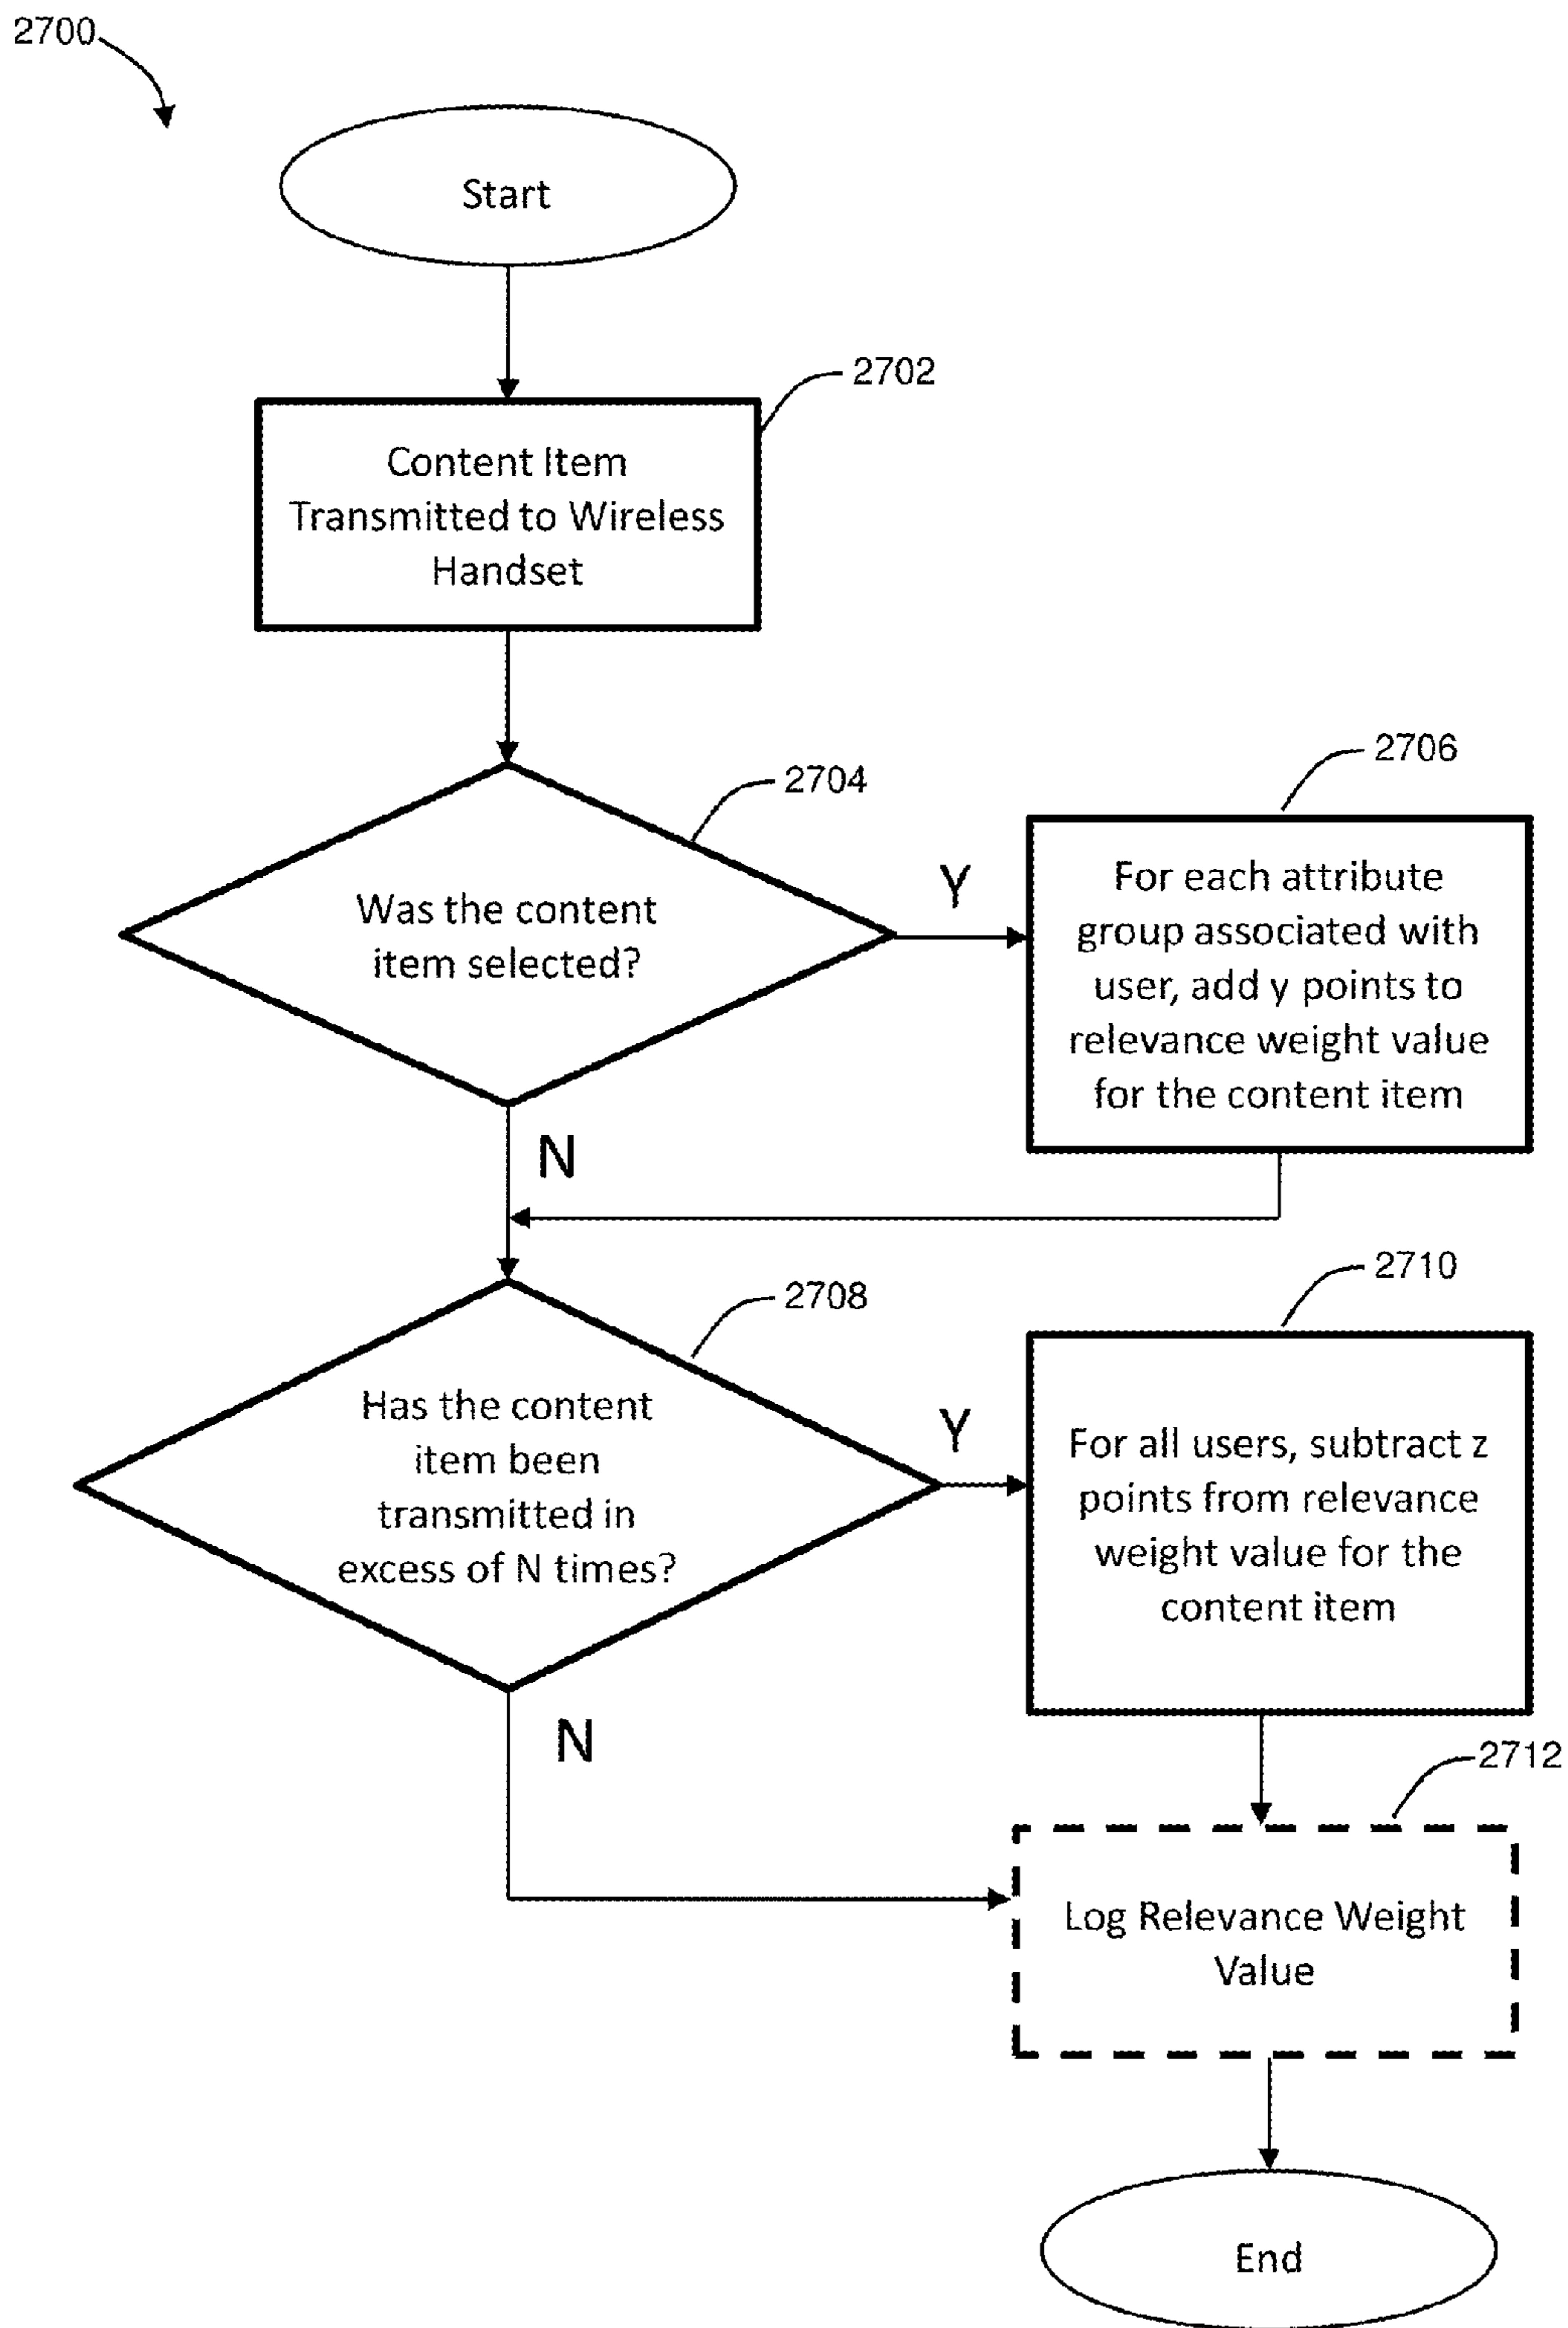 2700
Start
2702
Content Item
Transmitted to Wireless
Handset
2704
Was the content
item selected?
Y
N
2706
For each attribute
group associated with
user, add y points to
relevance weight value
for the content item
2708
Has the content
item been
transmitted in
excess of N times?
Y
N
2710
For all users, subtract z
points from relevance
weight value for the
content item
2712
Log Relevance Weight
Value
End